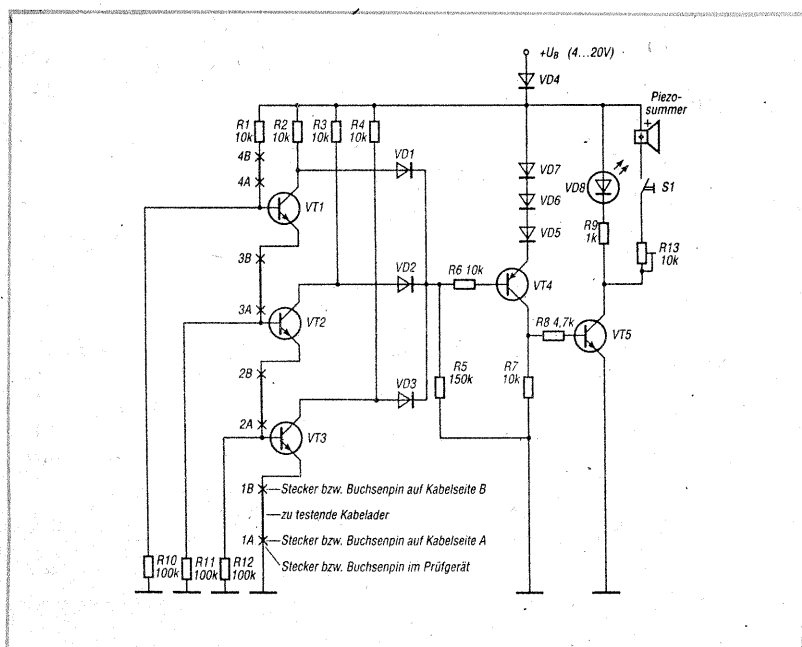 +U_B (4...20V)
VD4
Piezo-
summer
+
R1
10k
R2
10k
R3
10k
R4
10k
4B
4A
VD1
VD7
VD6
VD5
VD8
S1
VT1
R9
1k
R13
10k
3B
3A
VD2
R6 10k
VT4
VT2
R8 4,7k
VT5
2B
2A
R5
150k
R7
10k
VD3
VT3
1B
Stecker bzw. Buchsenpin auf Kabelseite B
zu testende Kabelader
1A
Stecker bzw. Buchsenpin auf Kabelseite A
Stecker bzw. Buchsenpin im Prüfgerät
R10
100k
R11
100k
R12
100k